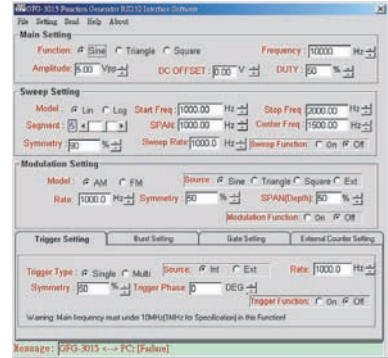 GFG-3015 Function Generator RS232 Interface Software
File Setting Send Help About
Main Setting
Function: Sine Triangle Square Frequency: 10000 Hz
Amplitude: 5.00 Vpp DC OFFSET: 0.00 V DUTY: 50 %
Sweep Setting
Model: Lin Log Start Freq: 1000.00 Hz Stop Freq: 2000.00 Hz
Segment: 5 SPAN: 1000.00 Hz Center Freq: 1500.00 Hz
Symmetry: 90 % Sweep Rate: 1000.0 Hz Sweep Function: On Off
Modulation Setting
Model: AM FM Source: Sine Triangle Square Ext
Rate: 1000.0 Hz Symmetry: 50 % SPAN(Depth): 50 %
Modulation Function: On Off
Trigger Setting Burst Setting Gate Setting External Counter Setting
Trigger Type: Single Multi Source: Int Ext Rate: 1000.0 Hz
Symmetry: 50 % Trigger Phase: 0 DEG
Trigger Function: On Off
Warning: Main frequency must under 10MHz(1MHz for Specification) in this Function!
Message: GFG-3015 <--> PC: [Failure]